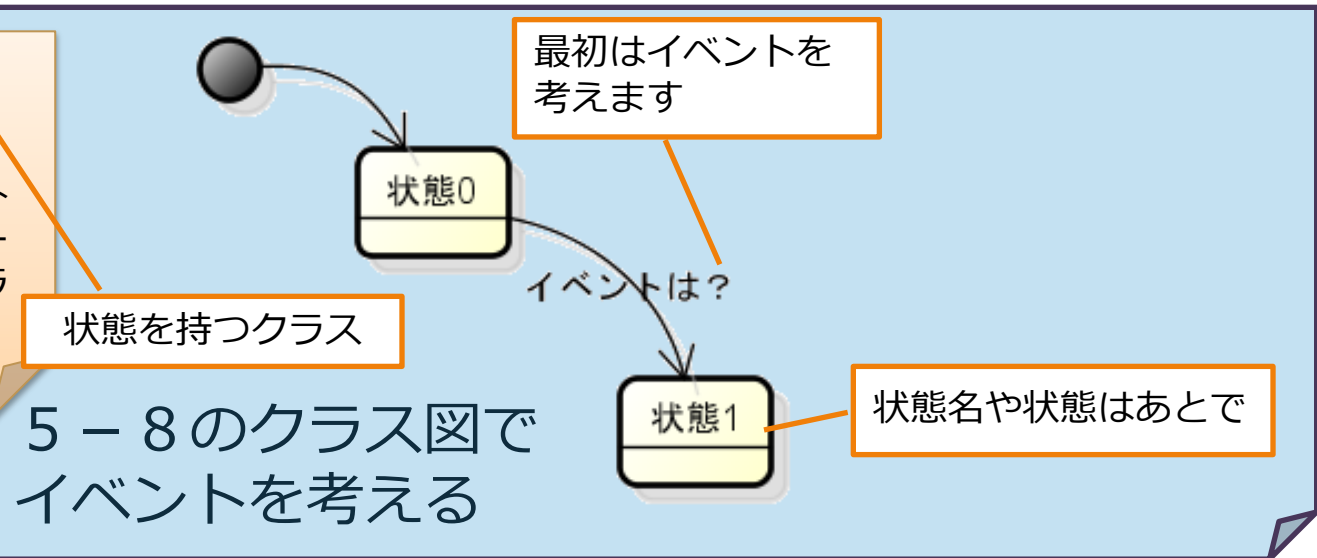 最初はイベントを
考えます
状態0
イベントは？
状態を持つクラス
状態1
状態名や状態はあとで
５－８のクラス図で
イベントを考える